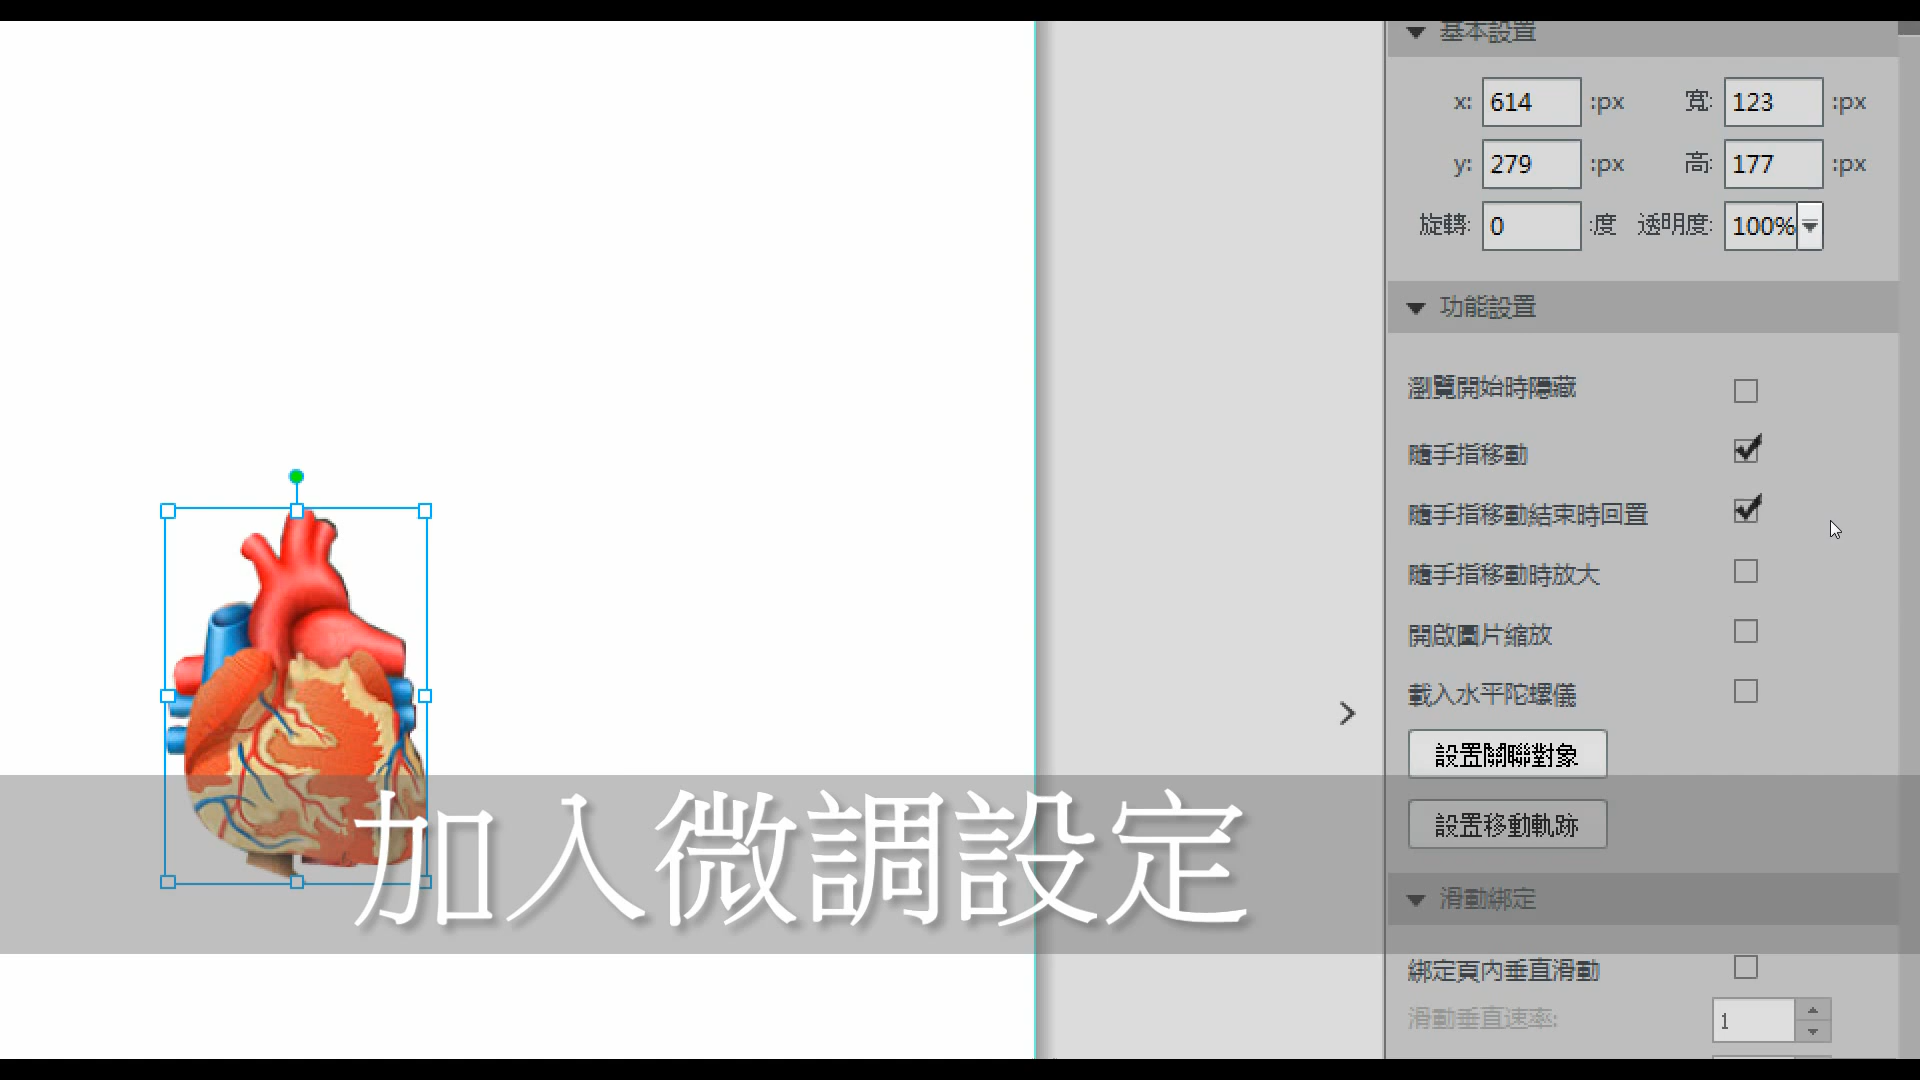 基本設置
x: 614 :px 寬: 123 :px
y: 279 :px 高: 177 :px
旋轉: 0 :度 透明度: 100%
功能設置
瀏覽開始時隱藏
隨手指移動
隨手指移動結束時回置
隨手指移動時放大
開啟圖片縮放
載入水平陀螺儀
設置關聯對象
設置移動軌跡
加入微調設定
滑動綁定
綁定頁內垂直滑動
滑動垂直速率: 1